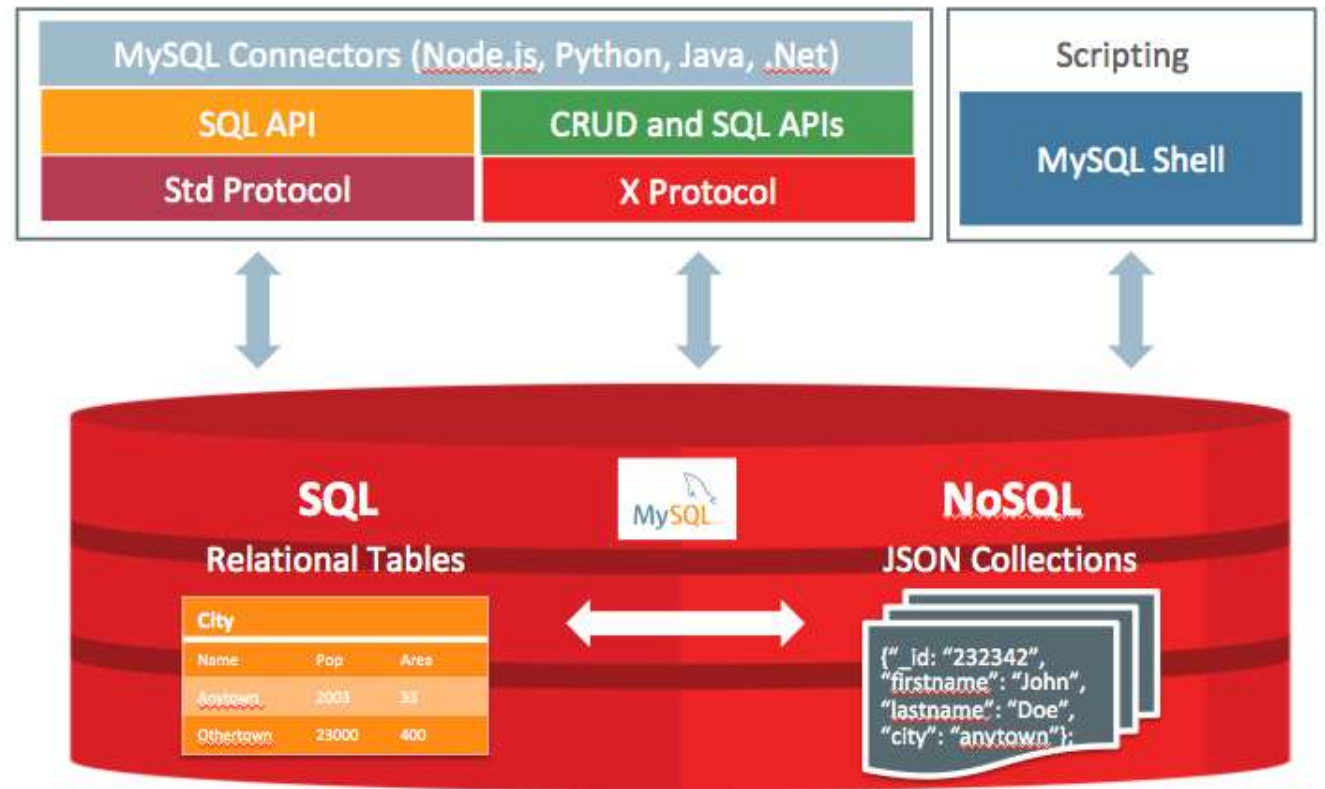 MySQL Connectors (Node.js, Python, Java, .Net)
SQL API
CRUD and SQL APIs
Std Protocol
X Protocol
Scripting
MySQL Shell
SQL
MySQL
NoSQL
Relational Tables
JSON Collections
City
Name Pop Area
Anytown 2003 33
Othertown 23000 400
{"_id: "232342",
"firstname": "John",
"lastname": "Doe",
"city": "anytown"};